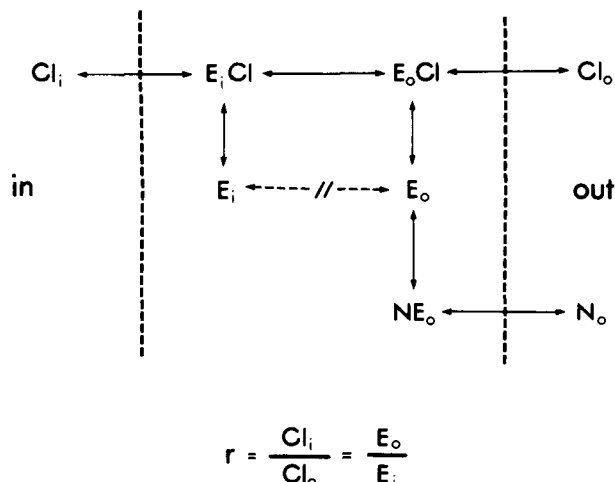 Clᵢ EᵢCl EₒCl Clₒ
in Eᵢ // Eₒ out
NEₒ Nₒ
r = Clᵢ/Clₒ = Eₒ/Eᵢ